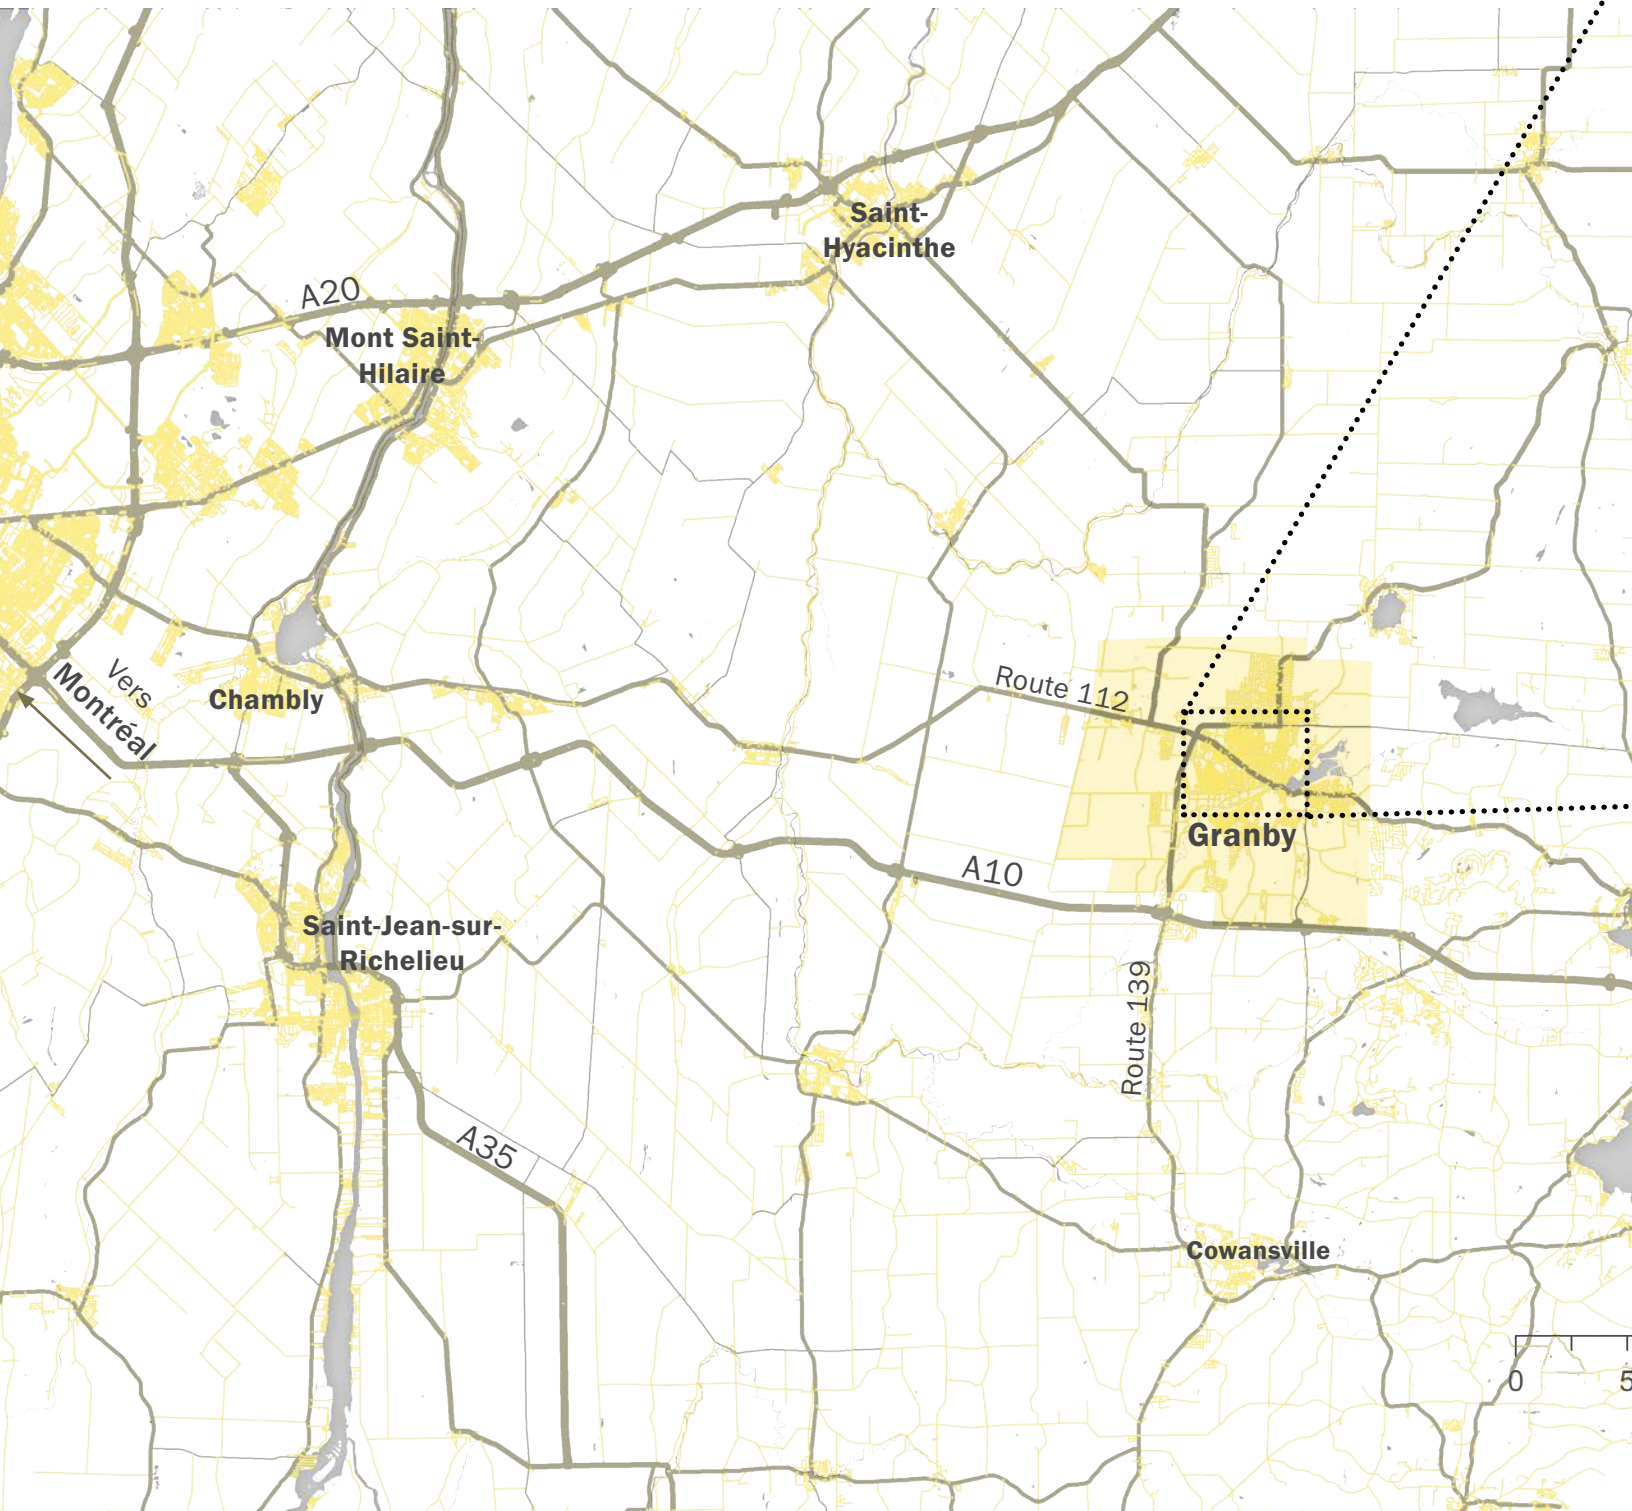 Saint-
Hyacinthe
A20
Mont Saint-
Hilaire
Route 112
Vers
Montréal
Chambly
Granby
A10
Saint-Jean-sur-
Richelieu
Route 139
A35
Cowansville
0
5